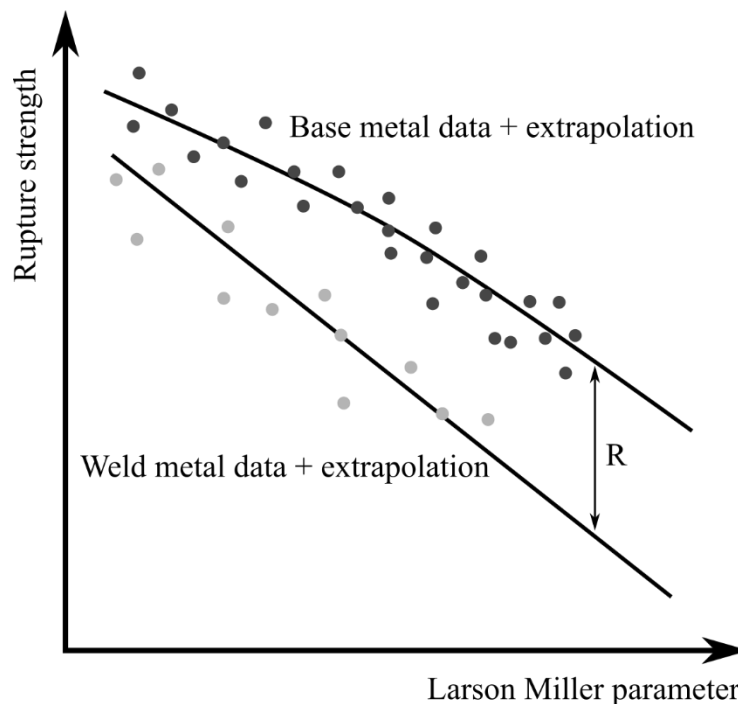 Rupture strength
Base metal data + extrapolation
Weld metal data + extrapolation
R
Larson Miller parameter